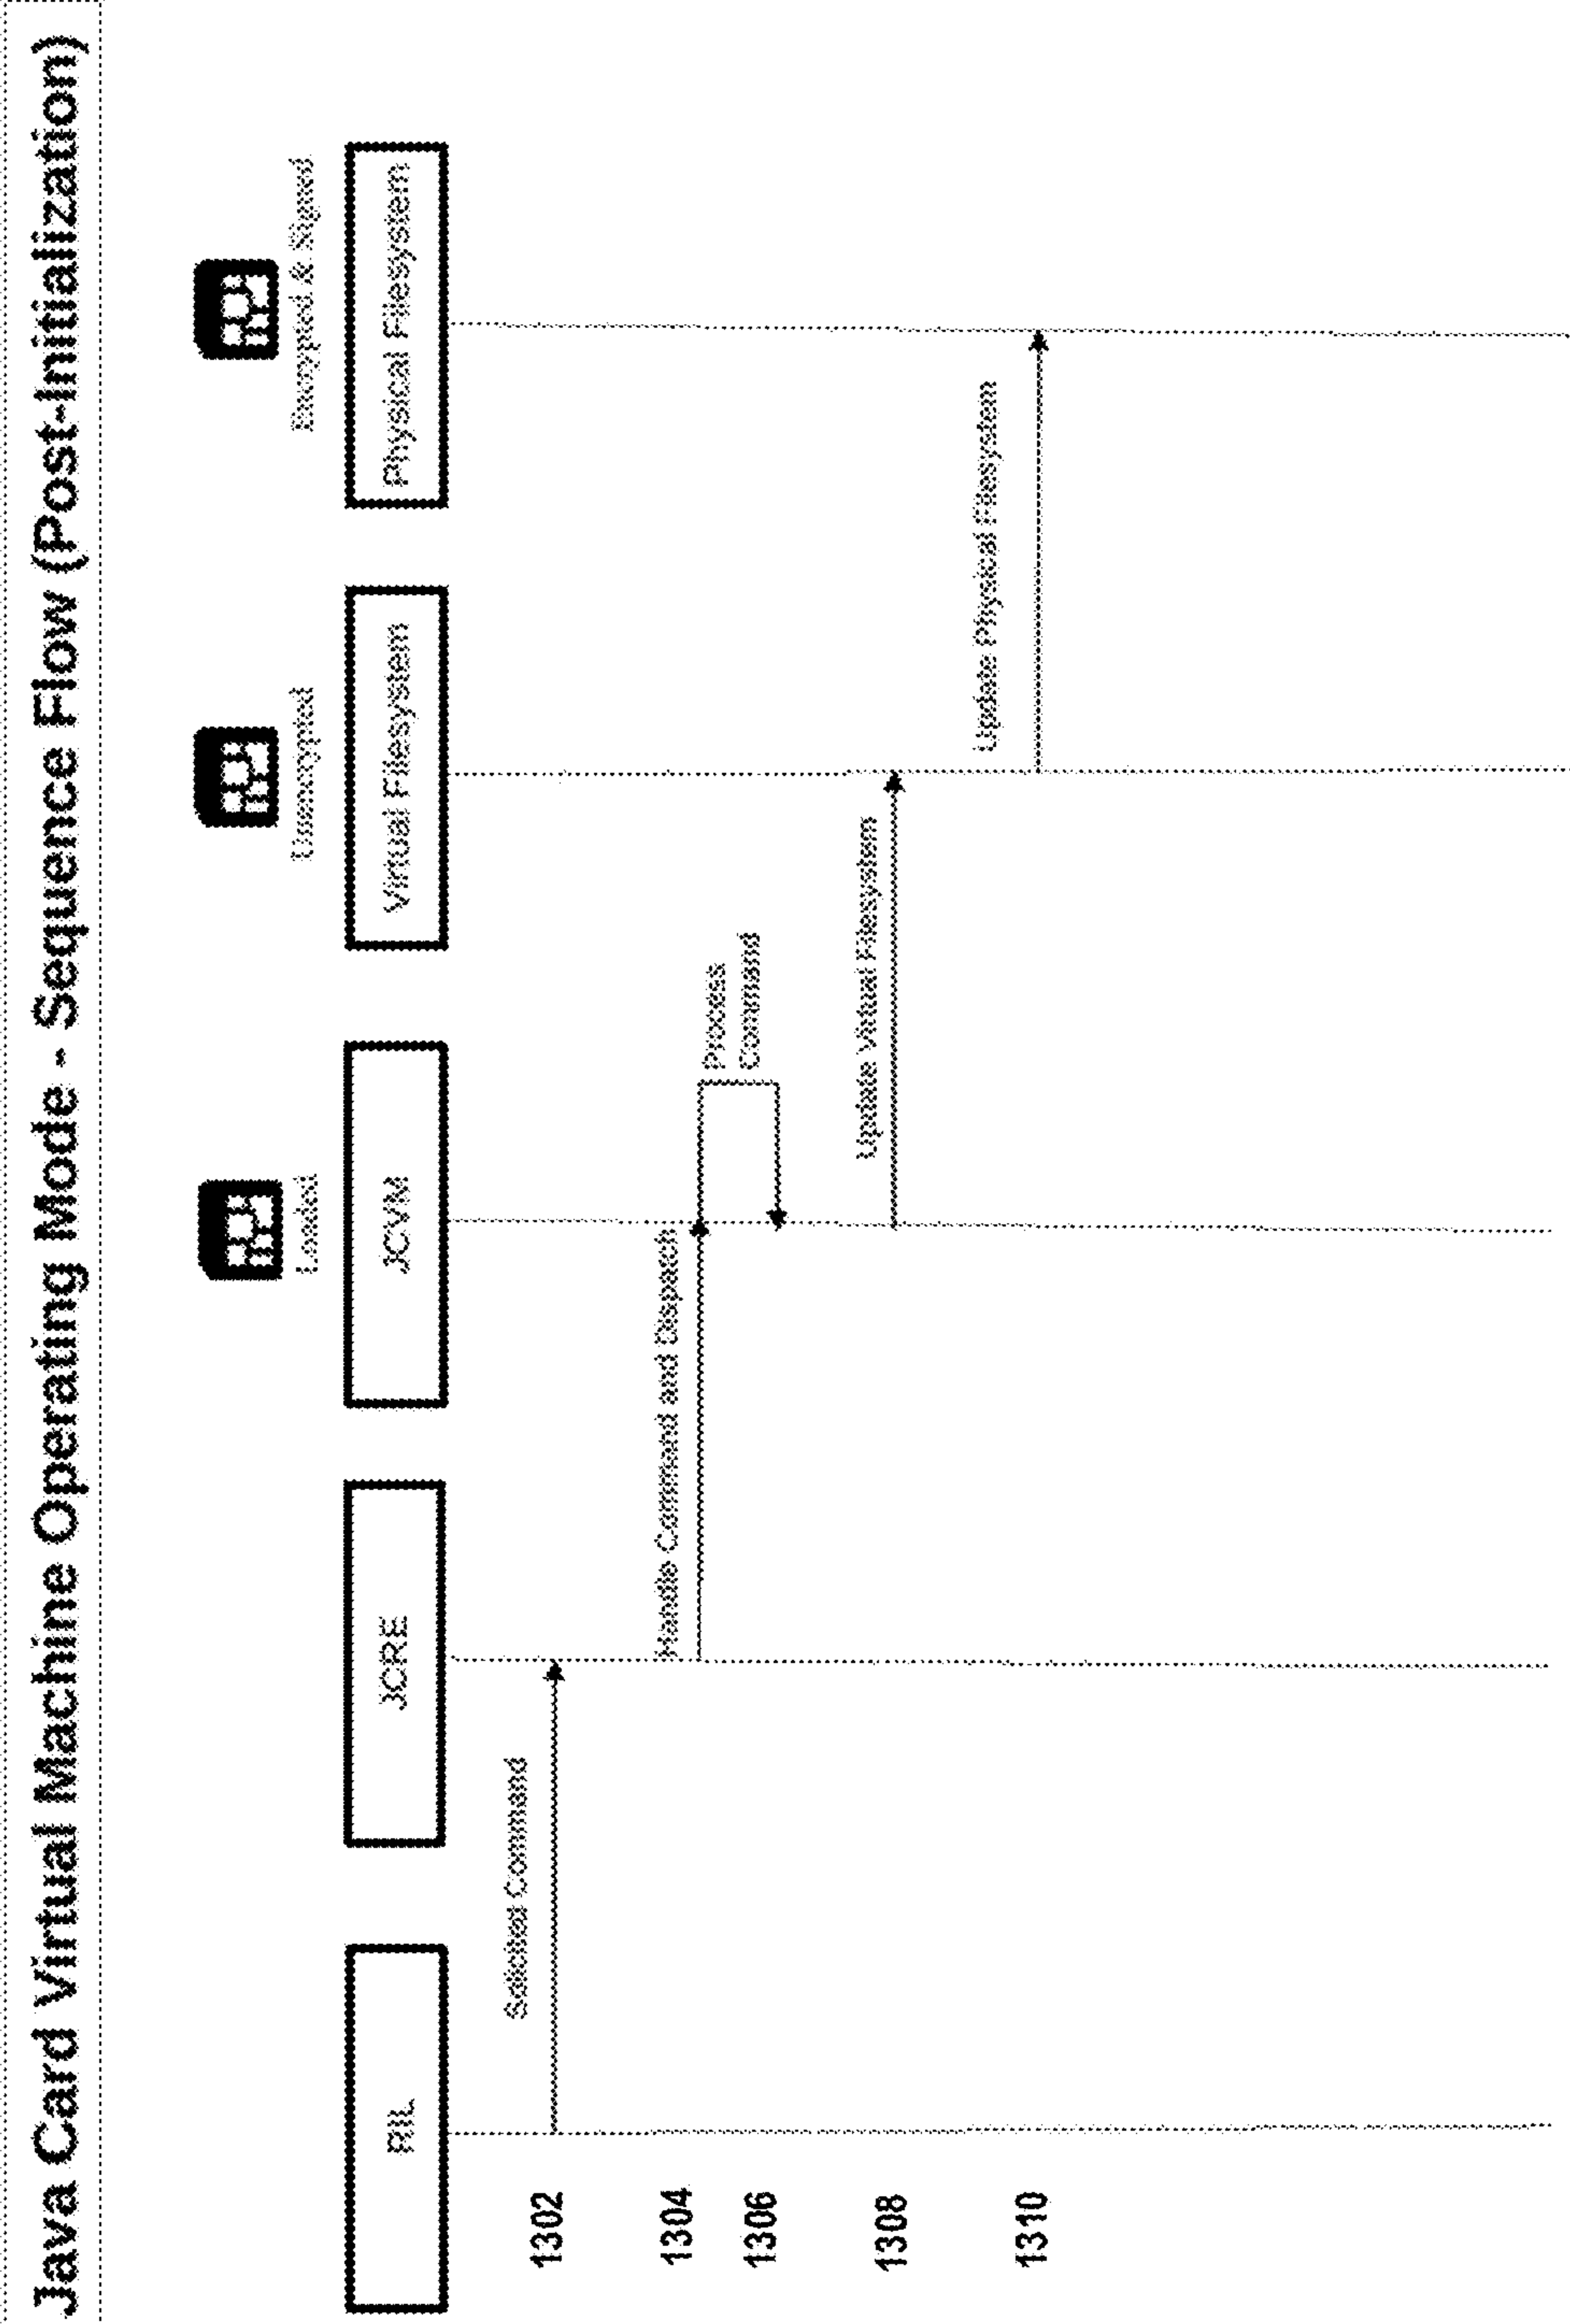 Java Card Virtual Machine Operating Mode - Sequence Flow (Post-Initialization)
Loaded
Unencrypted
Encrypted & Signed
RIL
JCRE
JCVM
Virtual Filesystem
Physical Filesystem
1302
Solicited Command
1304
Handle Command and Dispatch
1306
Process
Command
1308
Update Virtual Filesystem
1310
Update Physical Filesystem